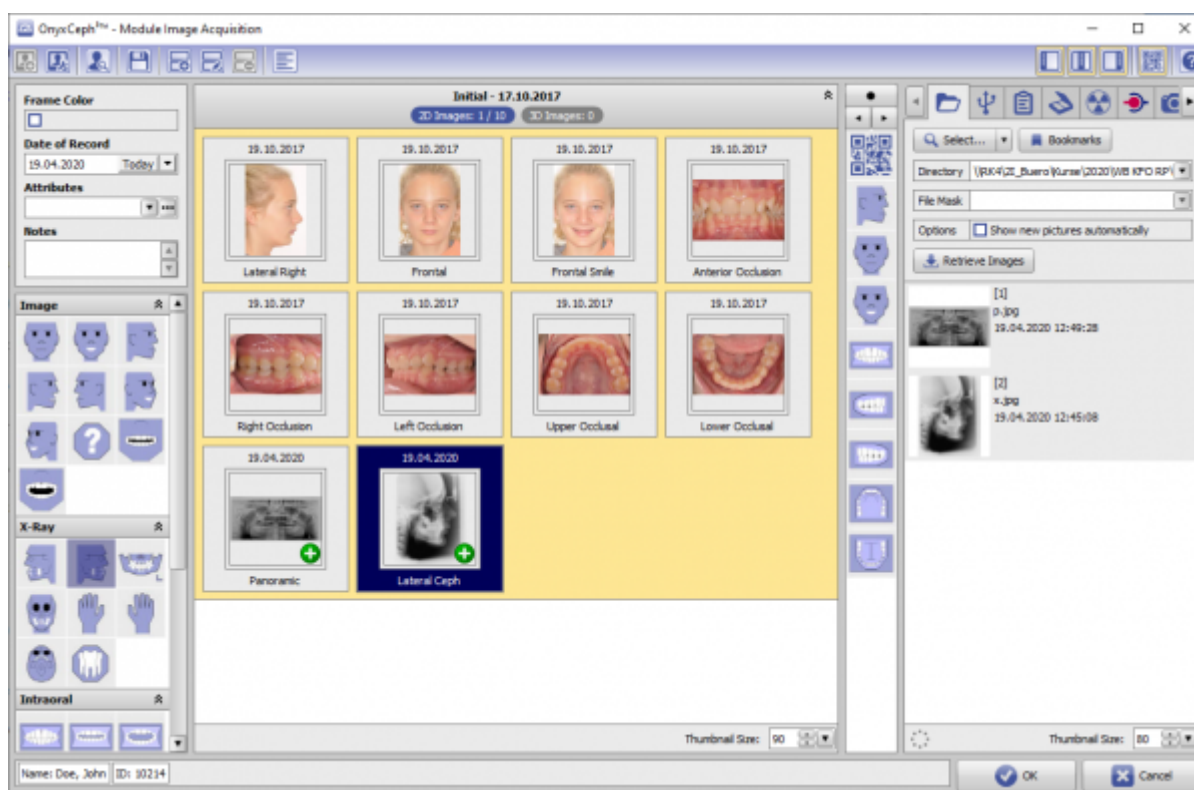 OnyxCeph Pro - Module Image Acquisition
Frame Color
Date of Record
19.04.2020 Today
Attributes
Notes
Image
X-Ray
L
Intraoral
Initial - 17.10.2017
2D Images: 1 / 10 3D Images: 0
19.10.2017 19.10.2017 19.10.2017 19.10.2017
Lateral Right Frontal Frontal Smile Anterior Occlusion
19.10.2017 19.10.2017 19.10.2017 19.10.2017
Right Occlusion Left Occlusion Upper Occlusal Lower Occlusal
19.04.2020 19.04.2020
Panoramic Lateral Ceph
Thumbnail Size: 90
Select... Bookmarks
Directory
File Mask
Options Show new pictures automatically
Retrieve Images
[1]
p.jpg
19.04.2020 12:49:28
[2]
x.jpg
19.04.2020 12:45:08
Thumbnail Size: 80
Name: Doe, John ID: 10214
OK Cancel